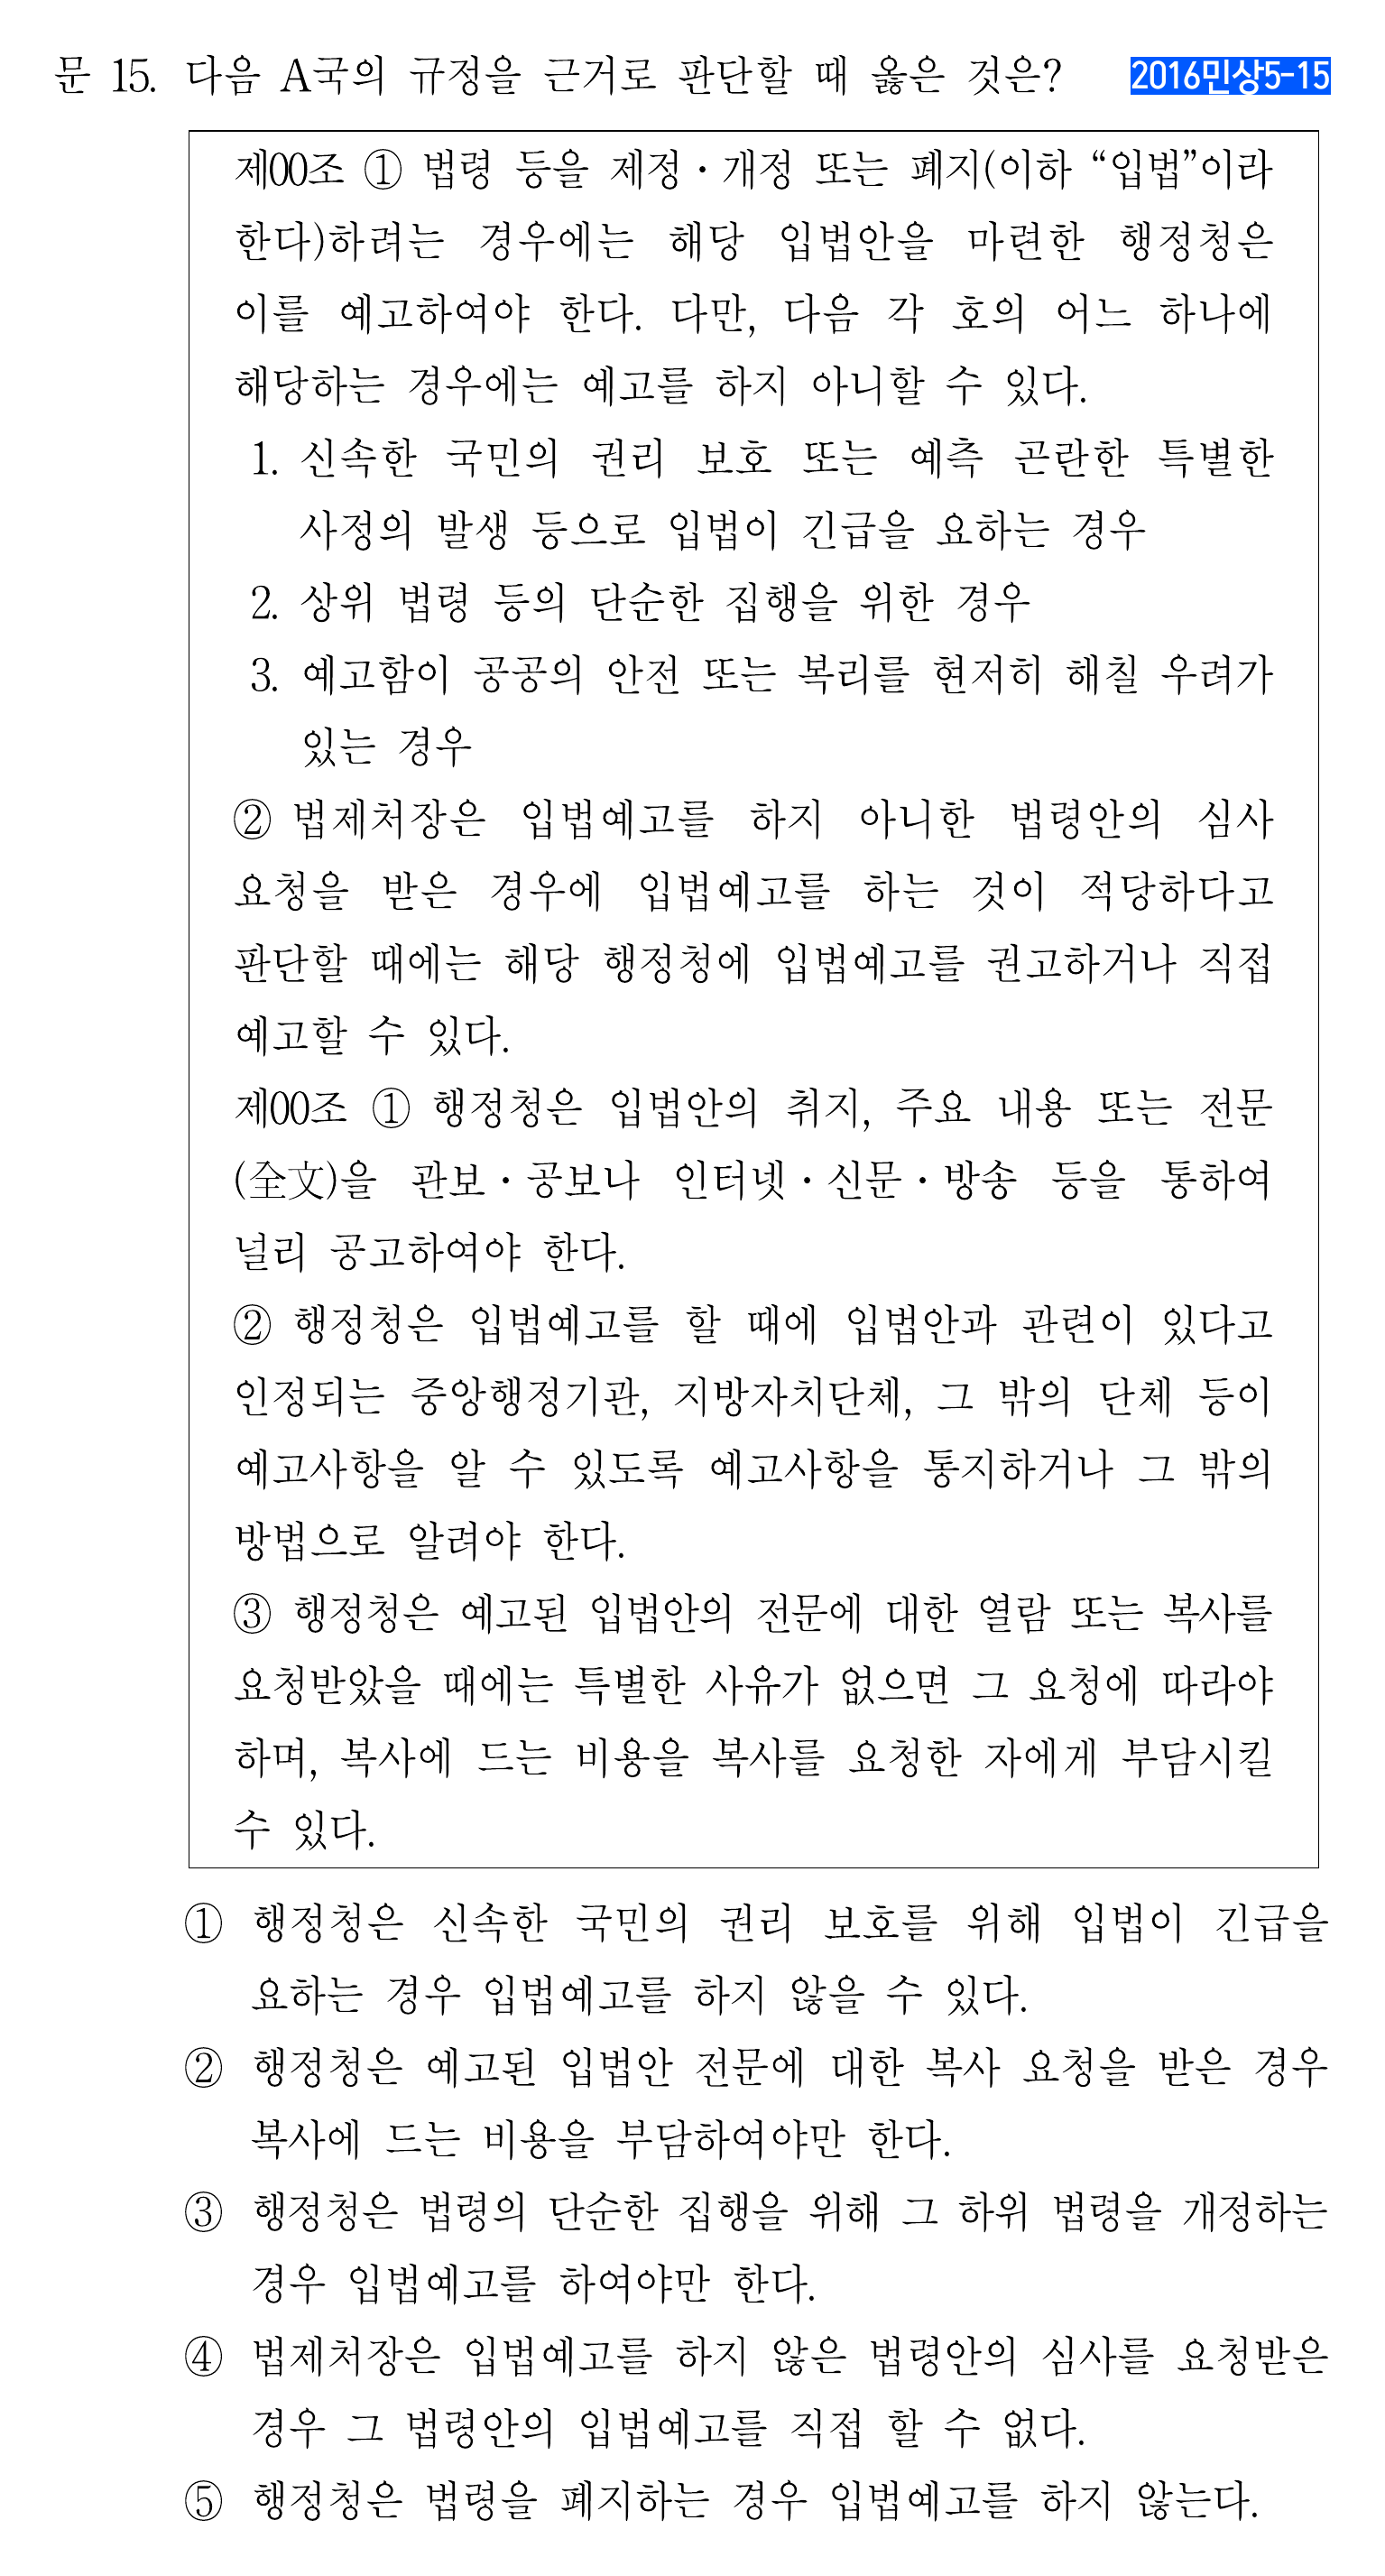 문 15. 다음 A국의 규정을 근거로 판단할 때 옳은 것은? 2016민상5-15
제00조 ① 법령 등을 제정·개정 또는 폐지(이하 “입법”이라
한다)하려는 경우에는 해당 입법안을 마련한 행정청은
이를 예고하여야 한다. 다만, 다음 각 호의 어느 하나에
해당하는 경우에는 예고를 하지 아니할 수 있다.
1. 신속한 국민의 권리 보호 또는 예측 곤란한 특별한
사정의 발생 등으로 입법이 긴급을 요하는 경우
2. 상위 법령 등의 단순한 집행을 위한 경우
3. 예고함이 공공의 안전 또는 복리를 현저히 해칠 우려가
있는 경우
② 법제처장은 입법예고를 하지 아니한 법령안의 심사
요청을 받은 경우에 입법예고를 하는 것이 적당하다고
판단할 때에는 해당 행정청에 입법예고를 권고하거나 직접
예고할 수 있다.
제00조 ① 행정청은 입법안의 취지, 주요 내용 또는 전문
(全文)을 관보·공보나 인터넷·신문·방송 등을 통하여
널리 공고하여야 한다.
② 행정청은 입법예고를 할 때에 입법안과 관련이 있다고
인정되는 중앙행정기관, 지방자치단체, 그 밖의 단체 등이
예고사항을 알 수 있도록 예고사항을 통지하거나 그 밖의
방법으로 알려야 한다.
③ 행정청은 예고된 입법안의 전문에 대한 열람 또는 복사를
요청받았을 때에는 특별한 사유가 없으면 그 요청에 따라야
하며, 복사에 드는 비용을 복사를 요청한 자에게 부담시킬
수 있다.
① 행정청은 신속한 국민의 권리 보호를 위해 입법이 긴급을
요하는 경우 입법예고를 하지 않을 수 있다.
② 행정청은 예고된 입법안 전문에 대한 복사 요청을 받은 경우
복사에 드는 비용을 부담하여야만 한다.
③ 행정청은 법령의 단순한 집행을 위해 그 하위 법령을 개정하는
경우 입법예고를 하여야만 한다.
④ 법제처장은 입법예고를 하지 않은 법령안의 심사를 요청받은
경우 그 법령안의 입법예고를 직접 할 수 없다.
⑤ 행정청은 법령을 폐지하는 경우 입법예고를 하지 않는다.